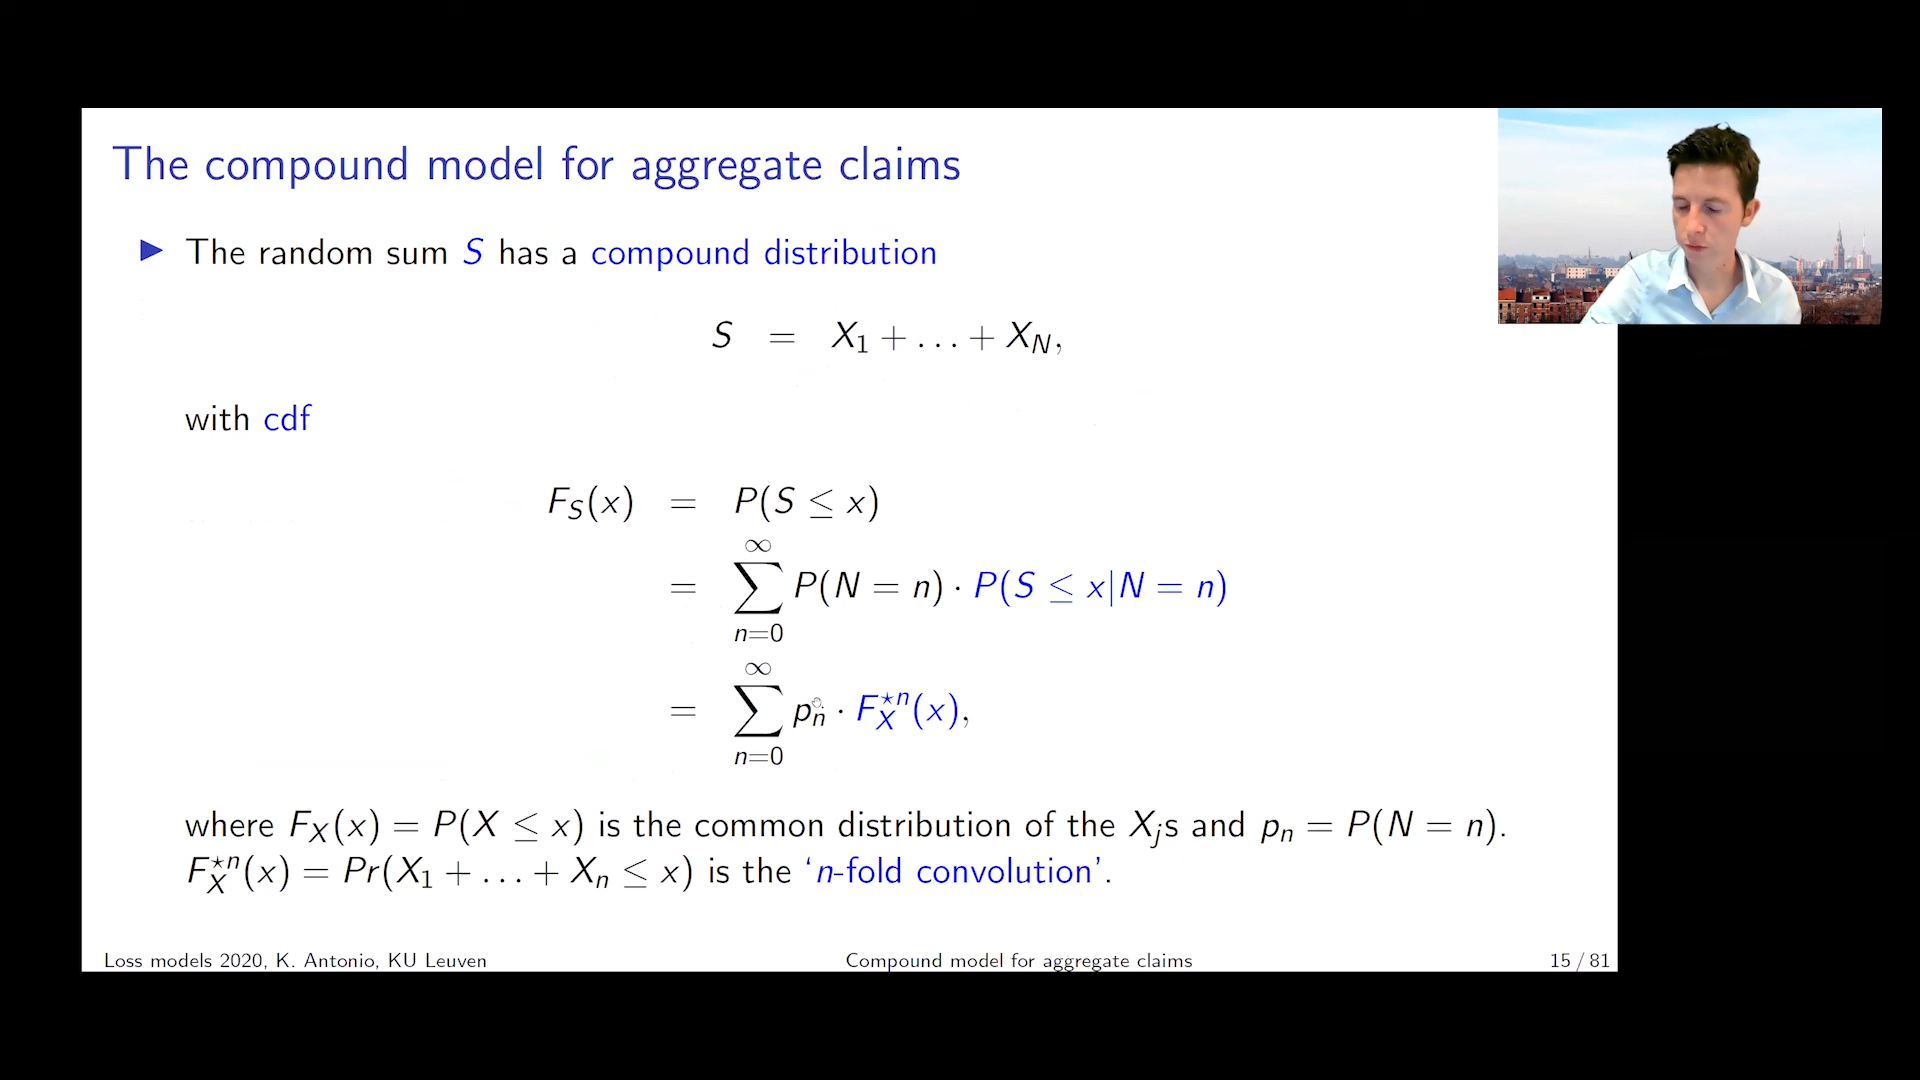 The compound model for aggregate claims
▶ The random sum S has a compound distribution
S = X₁ + … + X_N,
with cdf
F_S(x) = P(S ≤ x)
= ∑_{n=0}^{∞} P(N = n) · P(S ≤ x|N = n)
= ∑_{n=0}^{∞} p_n · F_X^{⋆n}(x),
where F_X(x) = P(X ≤ x) is the common distribution of the X_js and p_n = P(N = n).
F_X^{⋆n}(x) = Pr(X₁ + … + X_n ≤ x) is the ‘n-fold convolution’.
Loss models 2020, K. Antonio, KU Leuven Compound model for aggregate claims 15 / 81